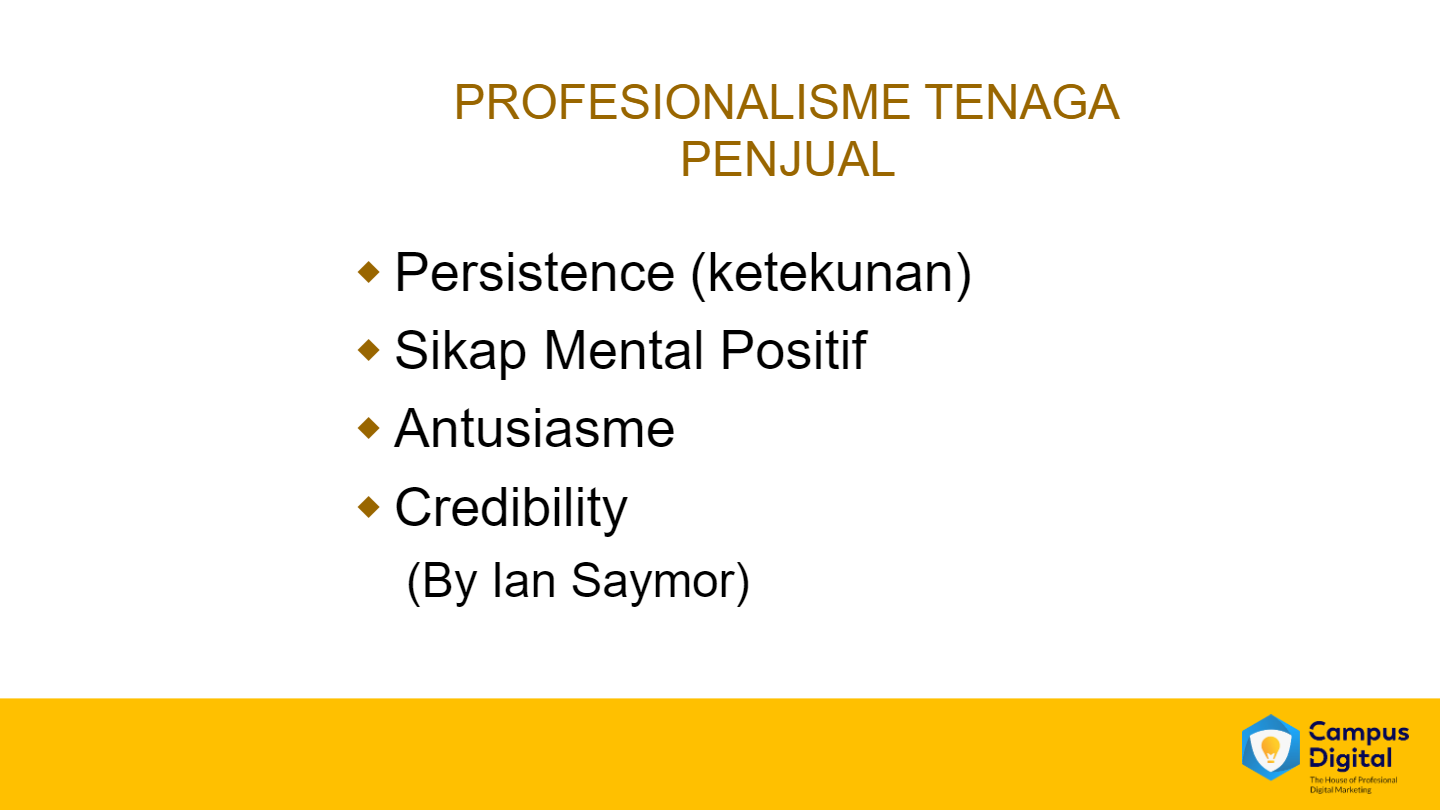 PROFESIONALISME TENAGA
PENJUAL
Persistence (ketekunan)
Sikap Mental Positif
Antusiasme
Credibility
(By Ian Saymor)
Campus
Digital
The House of Profesional
Digital Marketing